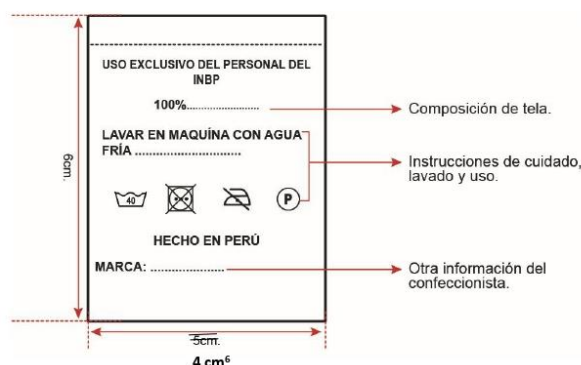 USO EXCLUSIVO DEL PERSONAL DEL
INBP
100%........................
Composición de tela.
LAVAR EN MAQUÍNA CON AGUA
FRÍA ................................
Instrucciones de cuidado,
lavado y uso.
40
P
HECHO EN PERÚ
MARCA: ......................
Otra información del
confeccionista.
6cm.
5cm.
4 cm⁶